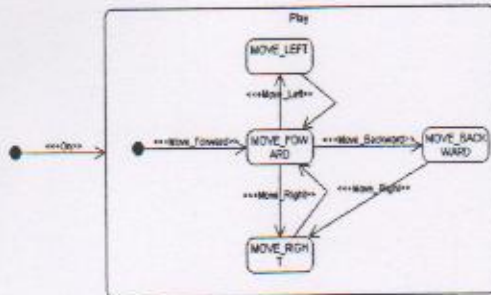 Play
MOVE_LEFT
<<+Move_Left>>
<<+On>>
<<+Move_Forward>>
MOVE_FOW
ARD
<<+Move_Backward>>
MOVE_BACK
WARD
<<+Move_Right>>
<<+Move_Right>>
MOVE_RIGH
T